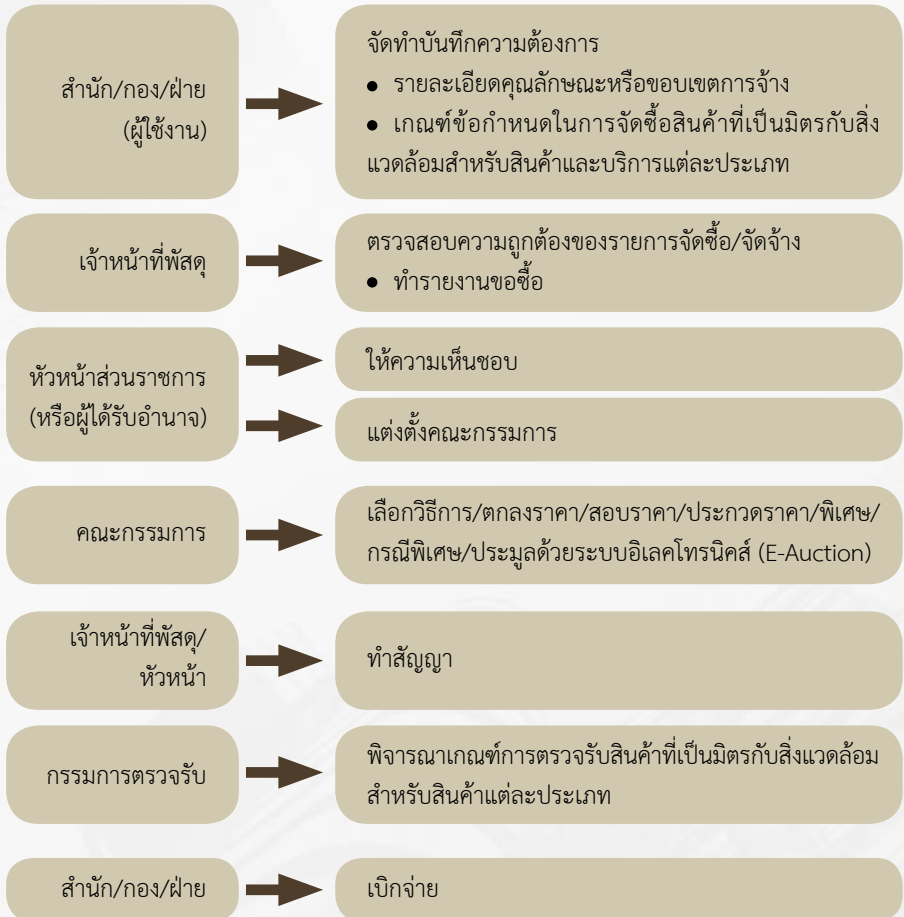 สำนัก/กอง/ฝ่าย
(ผู้ใช้งาน)
จัดทำบันทึกความต้องการ
● รายละเอียดคุณลักษณะหรือขอบเขตการจ้าง
● เกณฑ์ข้อกำหนดในการจัดซื้อสินค้าที่เป็นมิตรกับสิ่ง
แวดล้อมสำหรับสินค้าและบริการแต่ละประเภท
เจ้าหน้าที่พัสดุ
ตรวจสอบความถูกต้องของรายการจัดซื้อ/จัดจ้าง
● ทำรายงานขอซื้อ
หัวหน้าส่วนราชการ
(หรือผู้ได้รับอำนาจ)
ให้ความเห็นชอบ
แต่งตั้งคณะกรรมการ
คณะกรรมการ
เลือกวิธีการ/ตกลงราคา/สอบราคา/ประกวดราคา/พิเศษ/
กรณีพิเศษ/ประมูลด้วยระบบอิเลคโทรนิคส์ (E-Auction)
เจ้าหน้าที่พัสดุ/
หัวหน้า
ทำสัญญา
กรรมการตรวจรับ
พิจารณาเกณฑ์การตรวจรับสินค้าที่เป็นมิตรกับสิ่งแวดล้อม
สำหรับสินค้าแต่ละประเภท
สำนัก/กอง/ฝ่าย
เบิกจ่าย